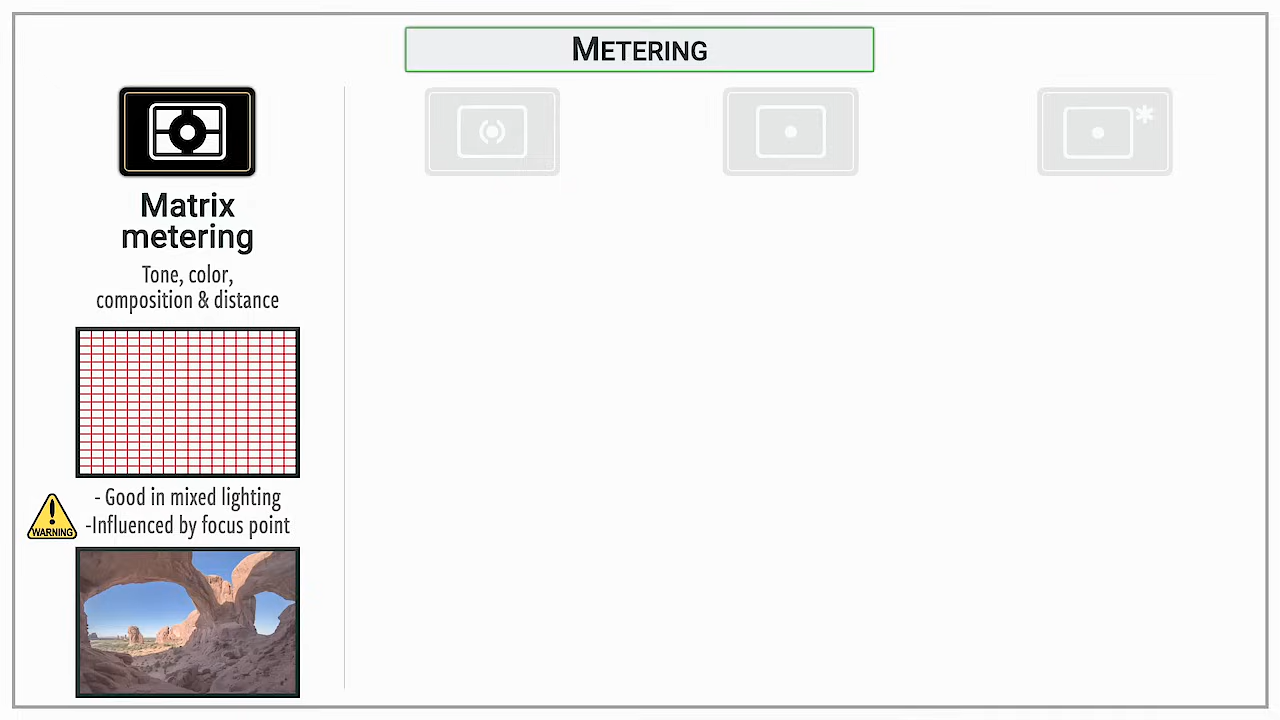 METERING
Matrix
metering
Tone, color,
composition & distance
- Good in mixed lighting
-Influenced by focus point
WARNING